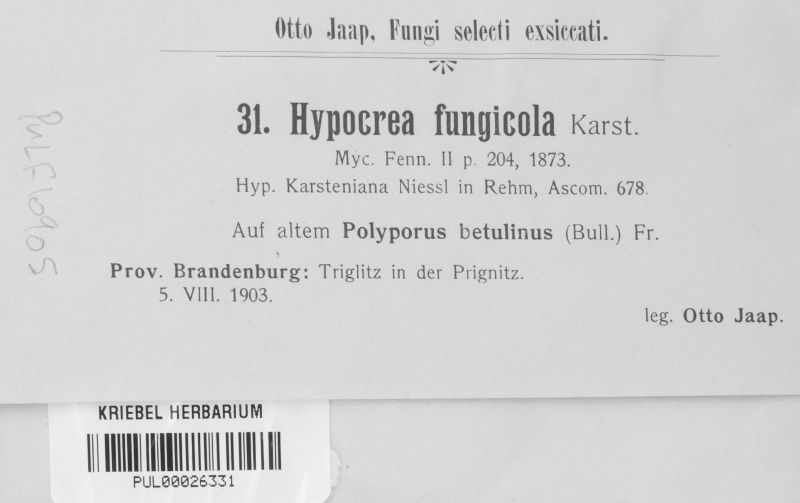 Otto Jaap, Fungi selecti exsiccati.
31. Hypocrea fungicola Karst.
Myc. Fenn. II p. 204, 1873.
Hyp. Karsteniana Niessl in Rehm, Ascom. 678.
Auf altem Polyporus betulinus (Bull.) Fr.
Prov. Brandenburg: Triglitz in der Prignitz.
5. VIII. 1903.
leg. Otto Jaap.
PULF16905
KRIEBEL HERBARIUM
PUL00026331